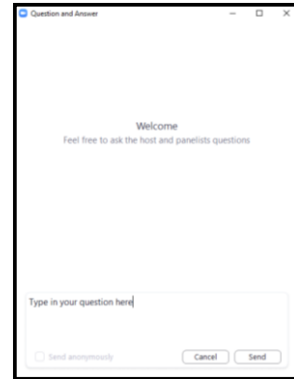 Question and Answer
Welcome
Feel free to ask the host and panelists questions
Type in your question here
Send anonymously
Cancel Send